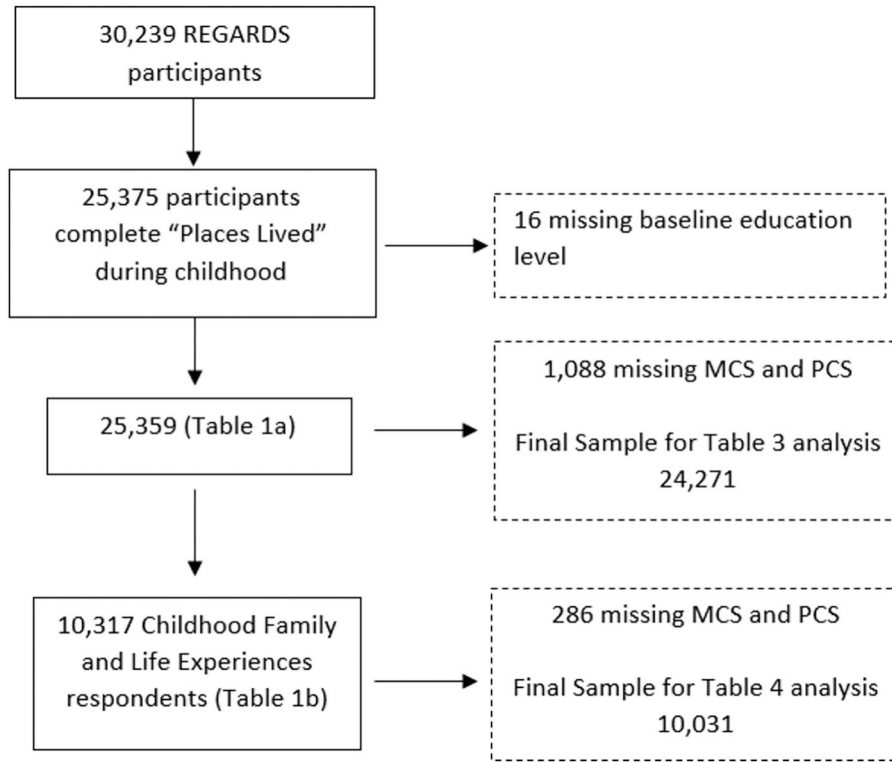 30,239 REGARDS
participants
25,375 participants
complete “Places Lived”
during childhood
16 missing baseline education
level
25,359 (Table 1a)
1,088 missing MCS and PCS
Final Sample for Table 3 analysis
24,271
10,317 Childhood Family
and Life Experiences
respondents (Table 1b)
286 missing MCS and PCS
Final Sample for Table 4 analysis
10,031